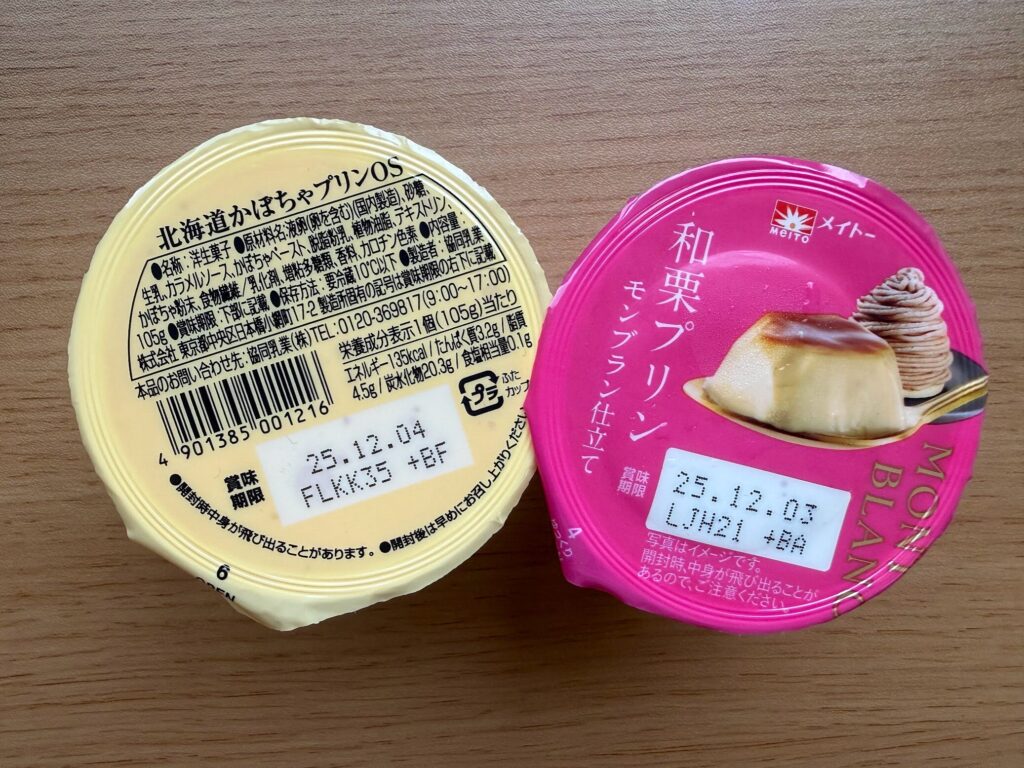 北海道かぼちゃプリンOS
●名称：洋生菓子 ●原材料名：液卵(卵を含む)(国内製造)、砂糖、
生乳、カラメルソース、かぼちゃペースト、脱脂粉乳、植物油脂、デキストリン、
かぼちゃ粉末、食物繊維/乳化剤、増粘多糖類、香料、カロチン色素 ●内容量：
105g ●賞味期限：下部に記載 ●保存方法：要冷蔵10℃以下 ●製造者：協同乳業
株式会社 東京都中央区日本橋小網町17-2 製造所固有の記号は賞味期限の右下に記載
本品のお問い合わせ先：協同乳業(株)TEL：0120-369817(9:00~17:00)
栄養成分表示1個(105g)当たり
エネルギー135kcal/たんぱく質3.2g/脂質
4.5g/炭水化物20.3g/食塩相当量0.1g
プラ
ふた
カップ
4 901385 001216
賞味
期限
25.12.04
FLKK35 +BF
●開封時中身が飛び出ることがあります。●開封後は早めにお召し上がりください
6
メイトー
MEITO
和栗プリン
モンブラン仕立て
MONT
BLANC
賞味
期限
25.12.03
LJH21 +BA
写真はイメージです。
開封時、中身が飛び出ることが
あるので、ご注意ください。
4